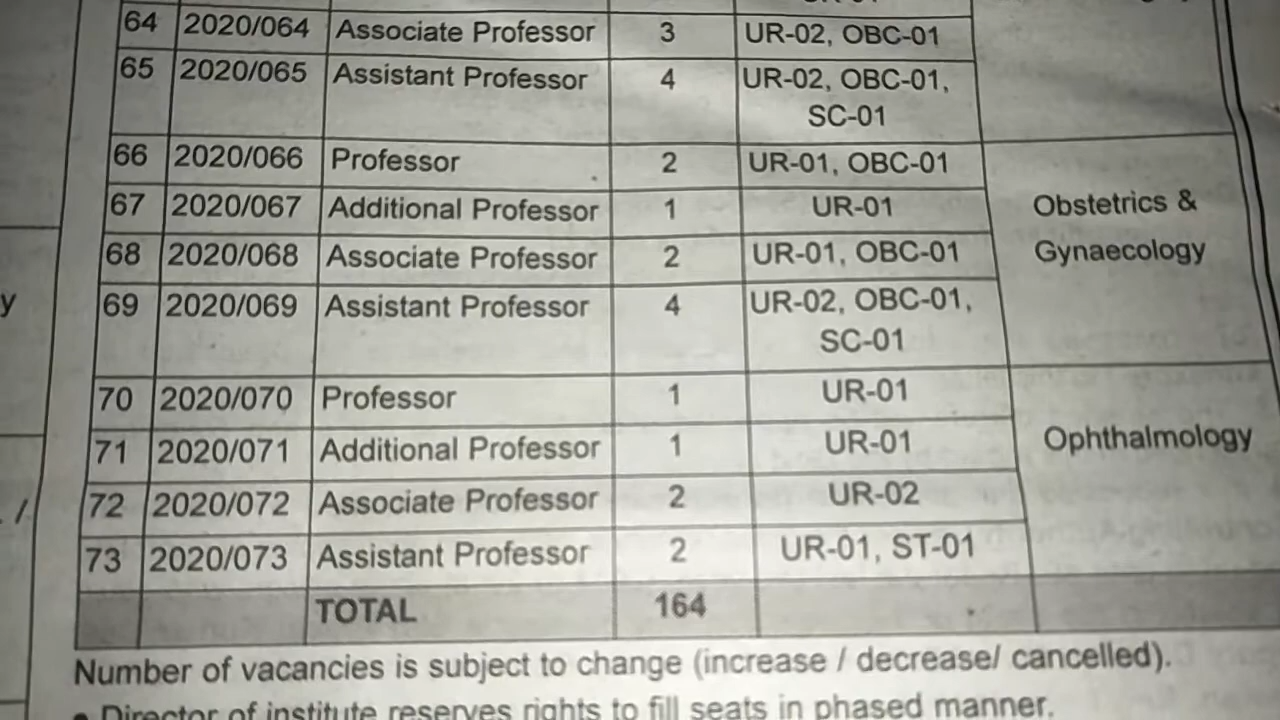 64 2020/064 Associate Professor 3 UR-02, OBC-01
65 2020/065 Assistant Professor 4 UR-02, OBC-01,
SC-01
66 2020/066 Professor 2 UR-01, OBC-01
67 2020/067 Additional Professor 1 UR-01 Obstetrics &
68 2020/068 Associate Professor 2 UR-01, OBC-01 Gynaecology
69 2020/069 Assistant Professor 4 UR-02, OBC-01,
SC-01
70 2020/070 Professor 1 UR-01
71 2020/071 Additional Professor 1 UR-01 Ophthalmology
72 2020/072 Associate Professor 2 UR-02
73 2020/073 Assistant Professor 2 UR-01, ST-01
TOTAL 164
Number of vacancies is subject to change (increase / decrease/ cancelled).
• Director of institute reserves rights to fill seats in phased manner.
y
/